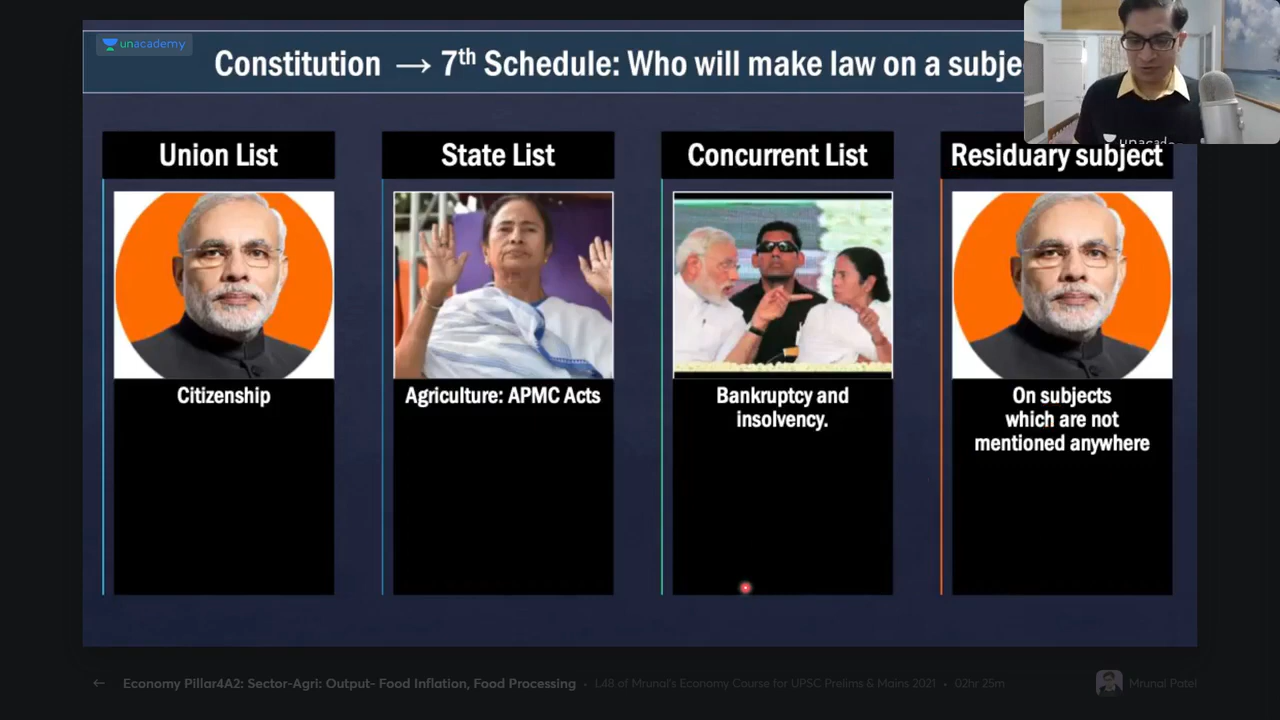 unacademy
Constitution → 7th Schedule: Who will make law on a
Union List
State List
Concurrent List
Residuary subject
Citizenship
Agriculture: APMC Acts
Bankruptcy and
insolvency.
On subjects
which are not
mentioned anywhere
← Economy Pillar4A2: Sector-Agri: Output- Food Inflation, Food Processing • L48 of Mrunal's Economy Course for UPSC Prelims & Mains 2021 • 02hr 25m
Mrunal Patel